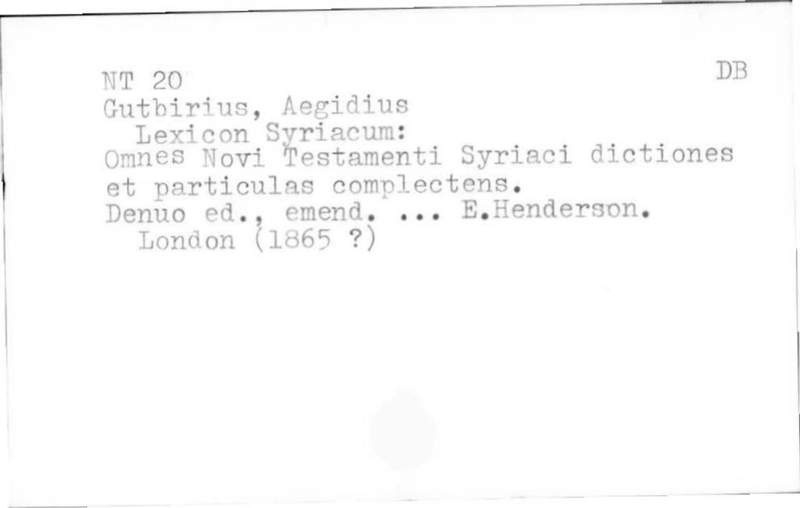 DB
NT 20
Gutbirius, Aegidius
Lexicon Syriacum:
Omnes Novi Testamenti Syriaci dictiones
et particulas complectens.
Denuo ed., emend. ... E.Henderson.
London (1865 ?)